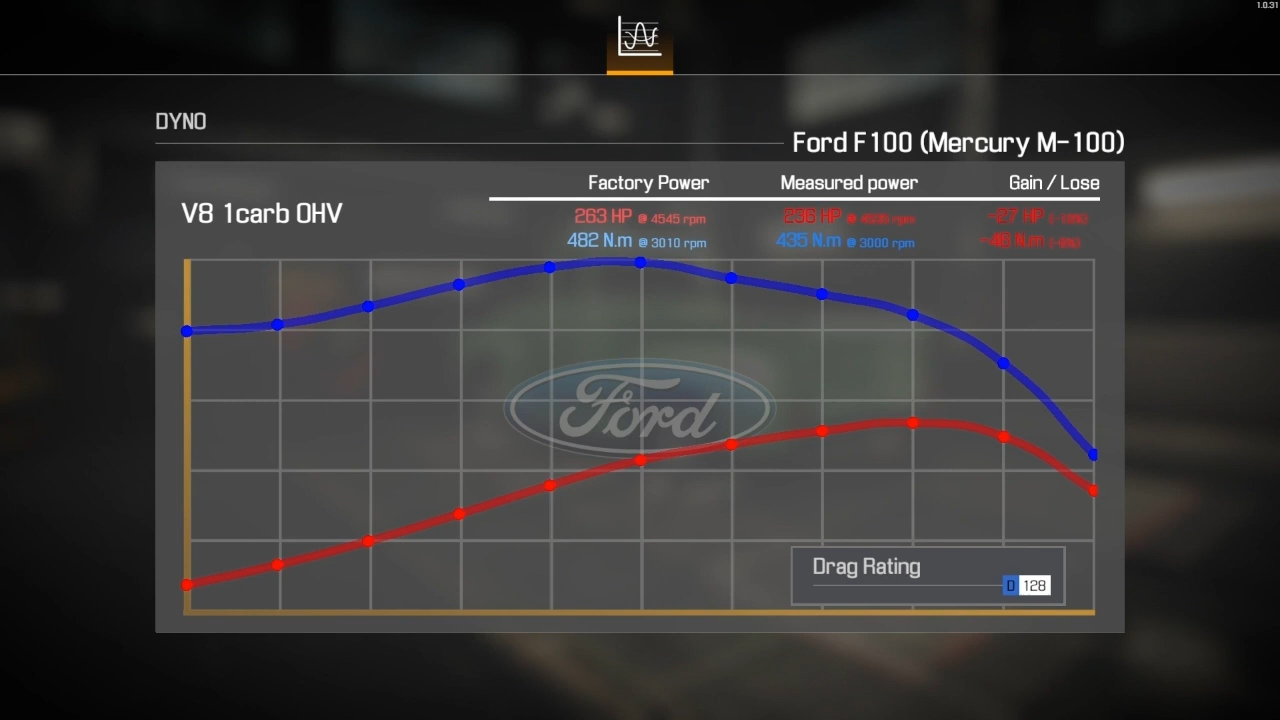 1.0.31
DYNO
Ford F100 (Mercury M-100)
Factory Power Measured power Gain / Lose
V8 1carb OHV
263 HP @ 4545 rpm 236 HP @ rpm -27 HP
482 N.m @ 3010 rpm 435 N.m @ 3000 rpm N.m
Ford
Drag Rating
D 128